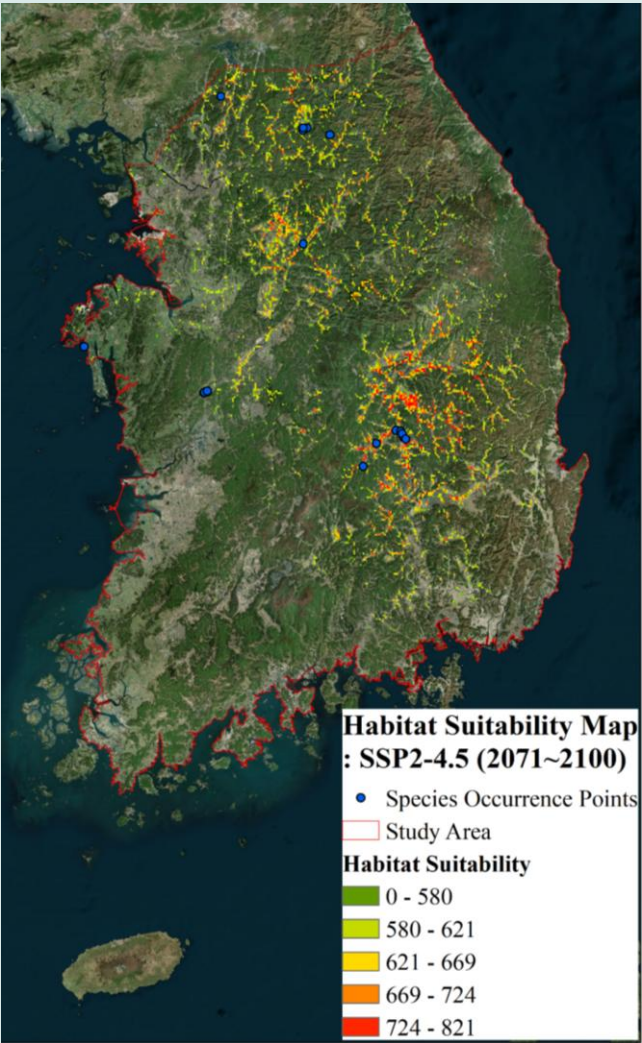 Habitat Suitability Map
: SSP2-4.5 (2071~2100)
Species Occurrence Points
Study Area
Habitat Suitability
0 - 580
580 - 621
621 - 669
669 - 724
724 - 821